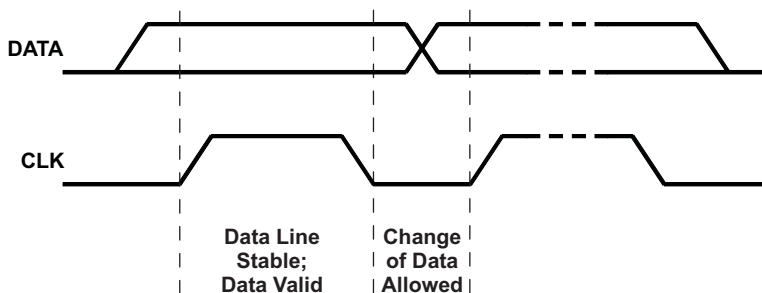 DATA
CLK
Data Line
Stable;
Data Valid
Change
of Data
Allowed